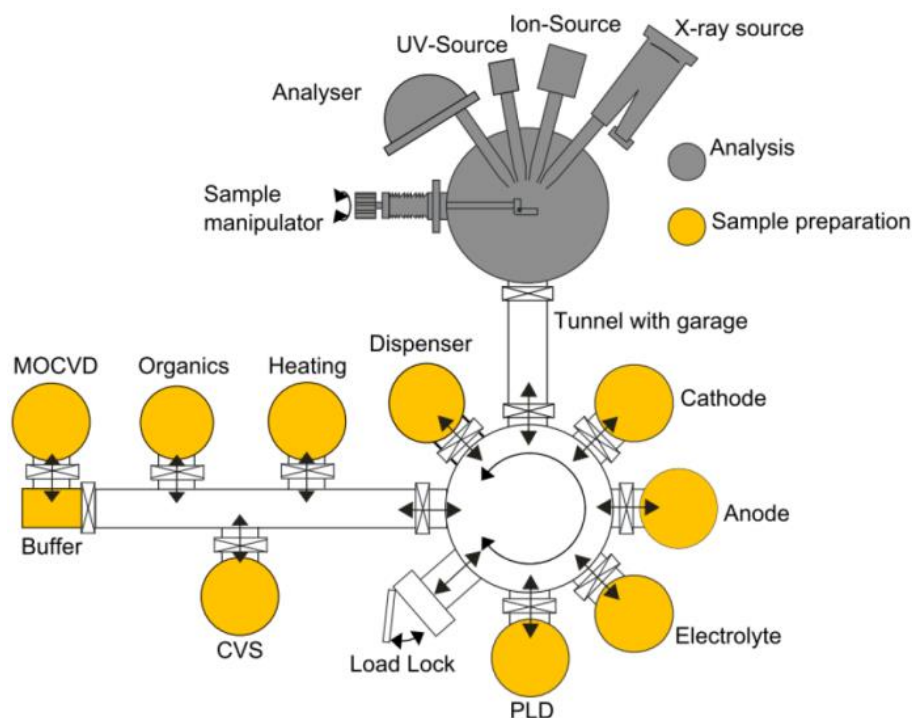 Ion-Source
X-ray source
UV-Source
Analyser
Analysis
Sample
manipulator
Sample preparation
Tunnel with garage
Dispenser
MOCVD
Organics
Heating
Cathode
Anode
Buffer
Electrolyte
CVS
Load Lock
PLD